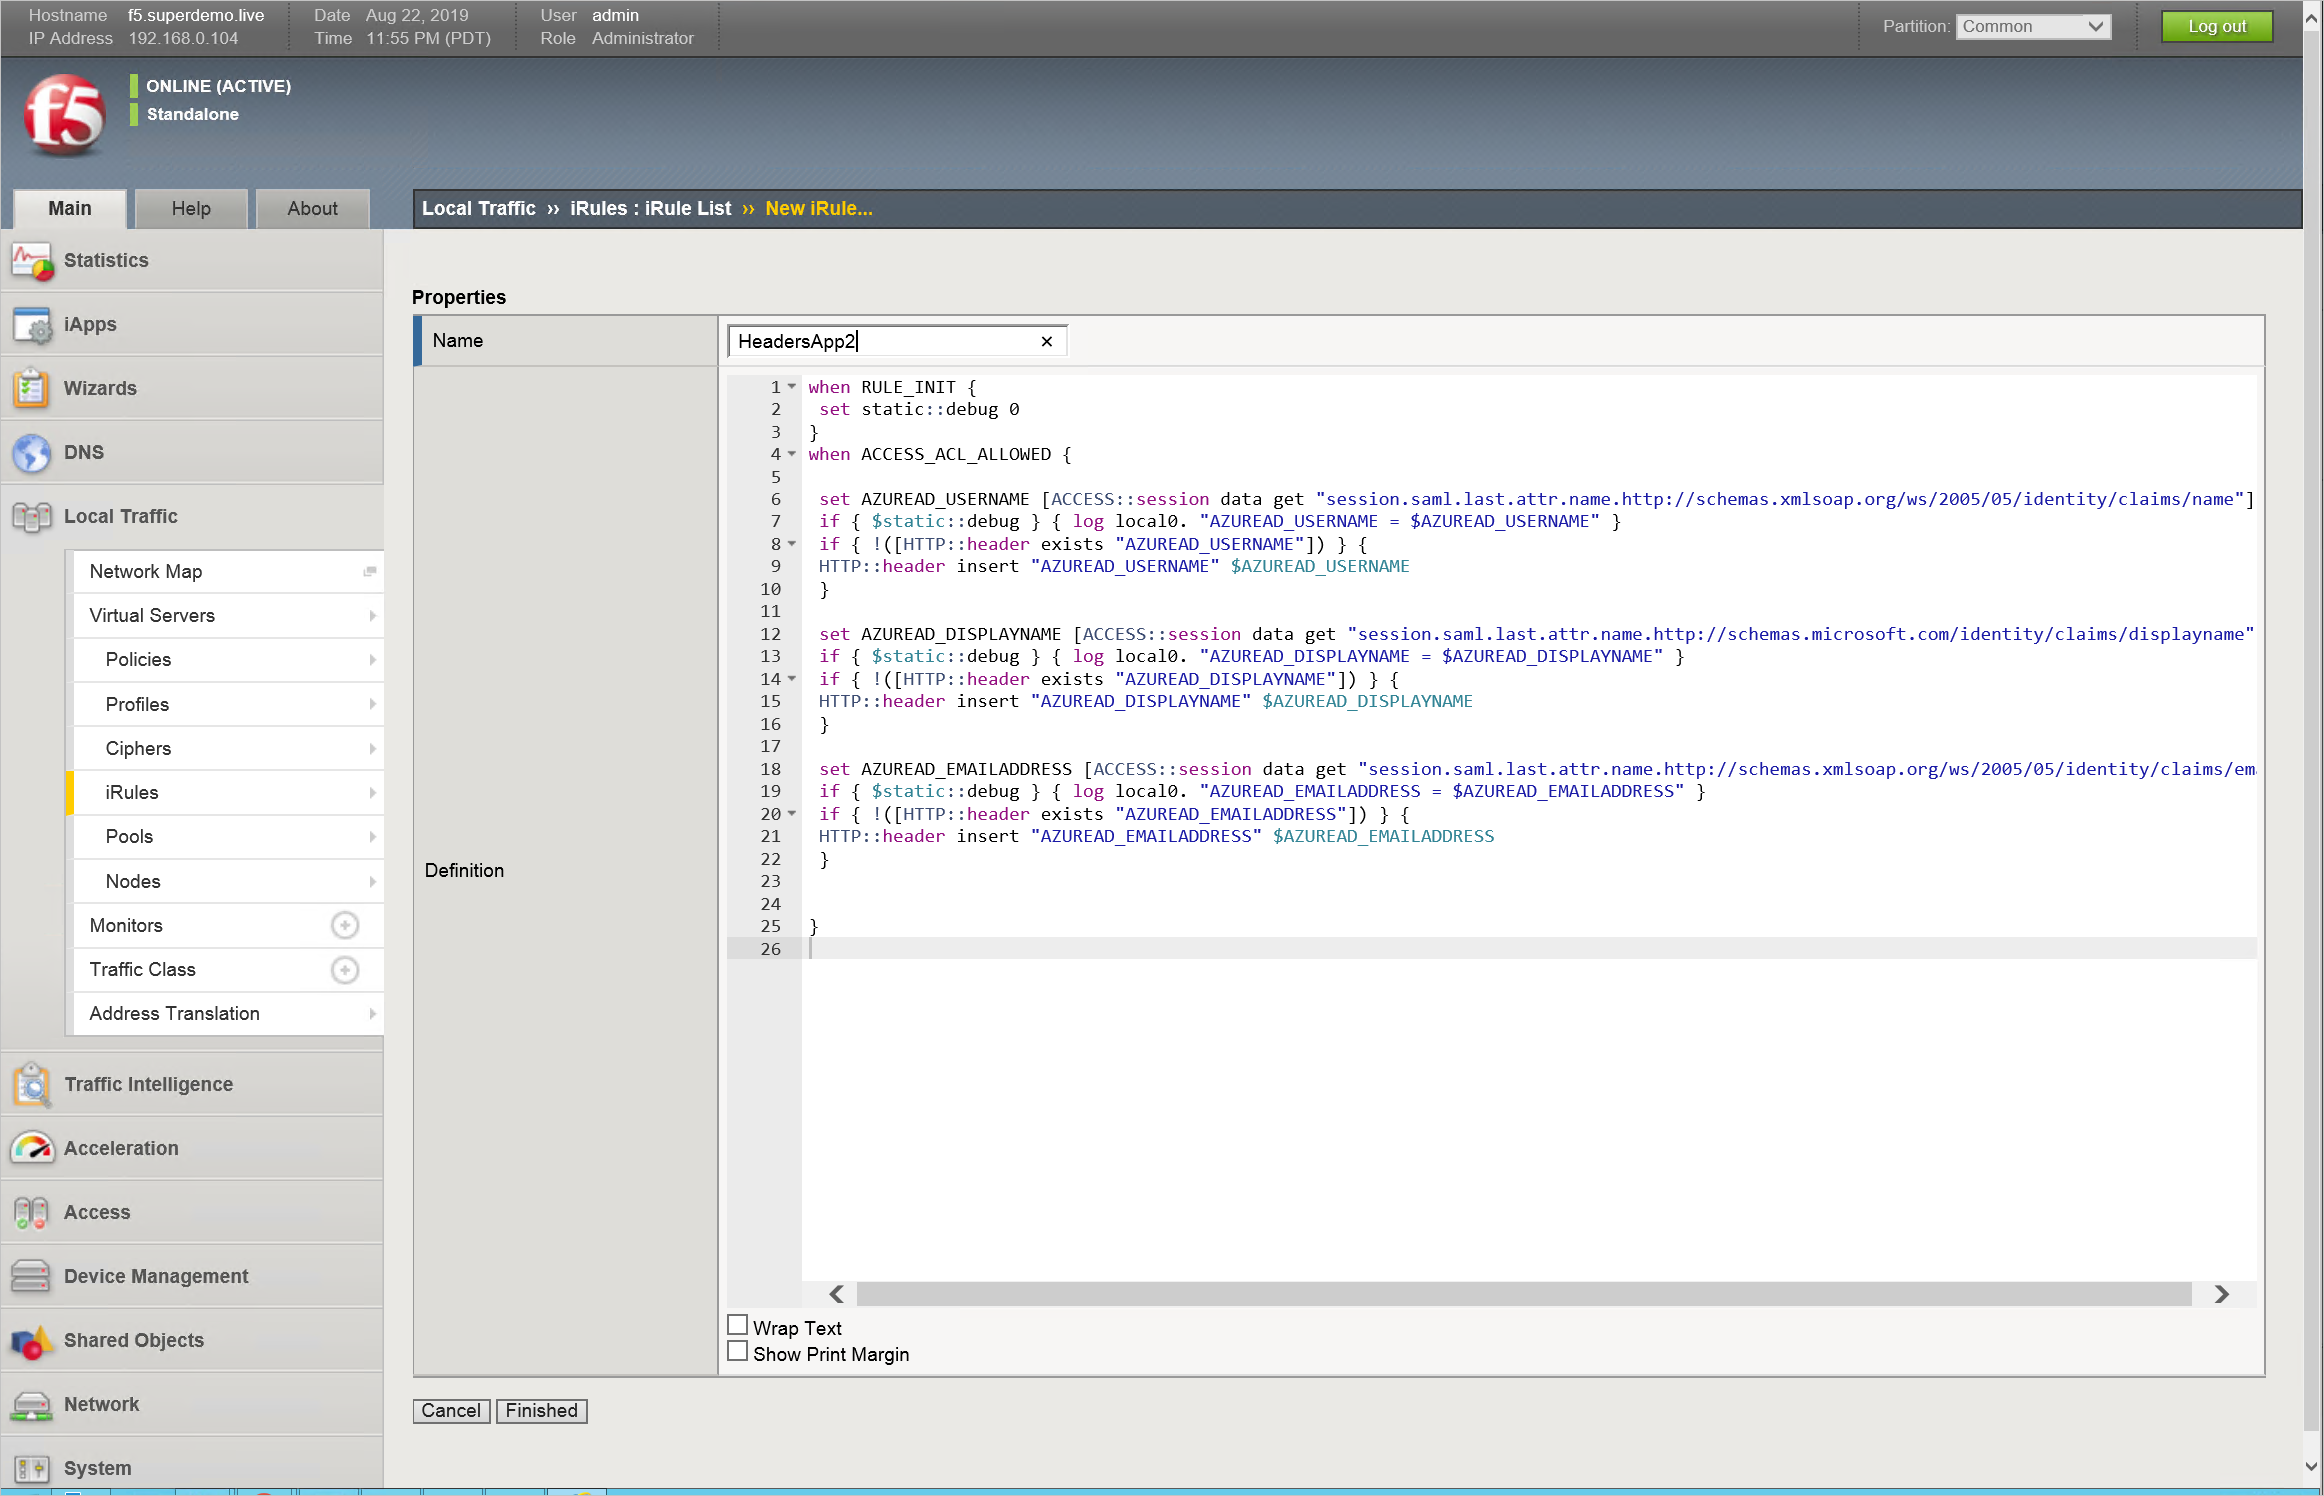 Hostname f5.superdemo.live Date Aug 22, 2019 User admin
IP Address 192.168.0.104 Time 11:55 PM (PDT) Role Administrator
Partition: Common Log out
f5
ONLINE (ACTIVE)
Standalone
Main Help About
Local Traffic ›› iRules : iRule List ›› New iRule...
Statistics
iApps
Wizards
DNS
Local Traffic
Network Map
Virtual Servers
Policies
Profiles
Ciphers
iRules
Pools
Nodes
Monitors
Traffic Class
Address Translation
Traffic Intelligence
Acceleration
Access
Device Management
Shared Objects
Network
System
Properties
Name HeadersApp2
Definition
1 when RULE_INIT {
2 set static::debug 0
3 }
4 when ACCESS_ACL_ALLOWED {
5
6 set AZUREAD_USERNAME [ACCESS::session data get "session.saml.last.attr.name.http://schemas.xmlsoap.org/ws/2005/05/identity/claims/name"]
7 if { $static::debug } { log local0. "AZUREAD_USERNAME = $AZUREAD_USERNAME" }
8 if { !([HTTP::header exists "AZUREAD_USERNAME"]) } {
9 HTTP::header insert "AZUREAD_USERNAME" $AZUREAD_USERNAME
10 }
11
12 set AZUREAD_DISPLAYNAME [ACCESS::session data get "session.saml.last.attr.name.http://schemas.microsoft.com/identity/claims/displayname"
13 if { $static::debug } { log local0. "AZUREAD_DISPLAYNAME = $AZUREAD_DISPLAYNAME" }
14 if { !([HTTP::header exists "AZUREAD_DISPLAYNAME"]) } {
15 HTTP::header insert "AZUREAD_DISPLAYNAME" $AZUREAD_DISPLAYNAME
16 }
17
18 set AZUREAD_EMAILADDRESS [ACCESS::session data get "session.saml.last.attr.name.http://schemas.xmlsoap.org/ws/2005/05/identity/claims/em
19 if { $static::debug } { log local0. "AZUREAD_EMAILADDRESS = $AZUREAD_EMAILADDRESS" }
20 if { !([HTTP::header exists "AZUREAD_EMAILADDRESS"]) } {
21 HTTP::header insert "AZUREAD_EMAILADDRESS" $AZUREAD_EMAILADDRESS
22 }
23
24
25 }
26
Wrap Text
Show Print Margin
Cancel Finished